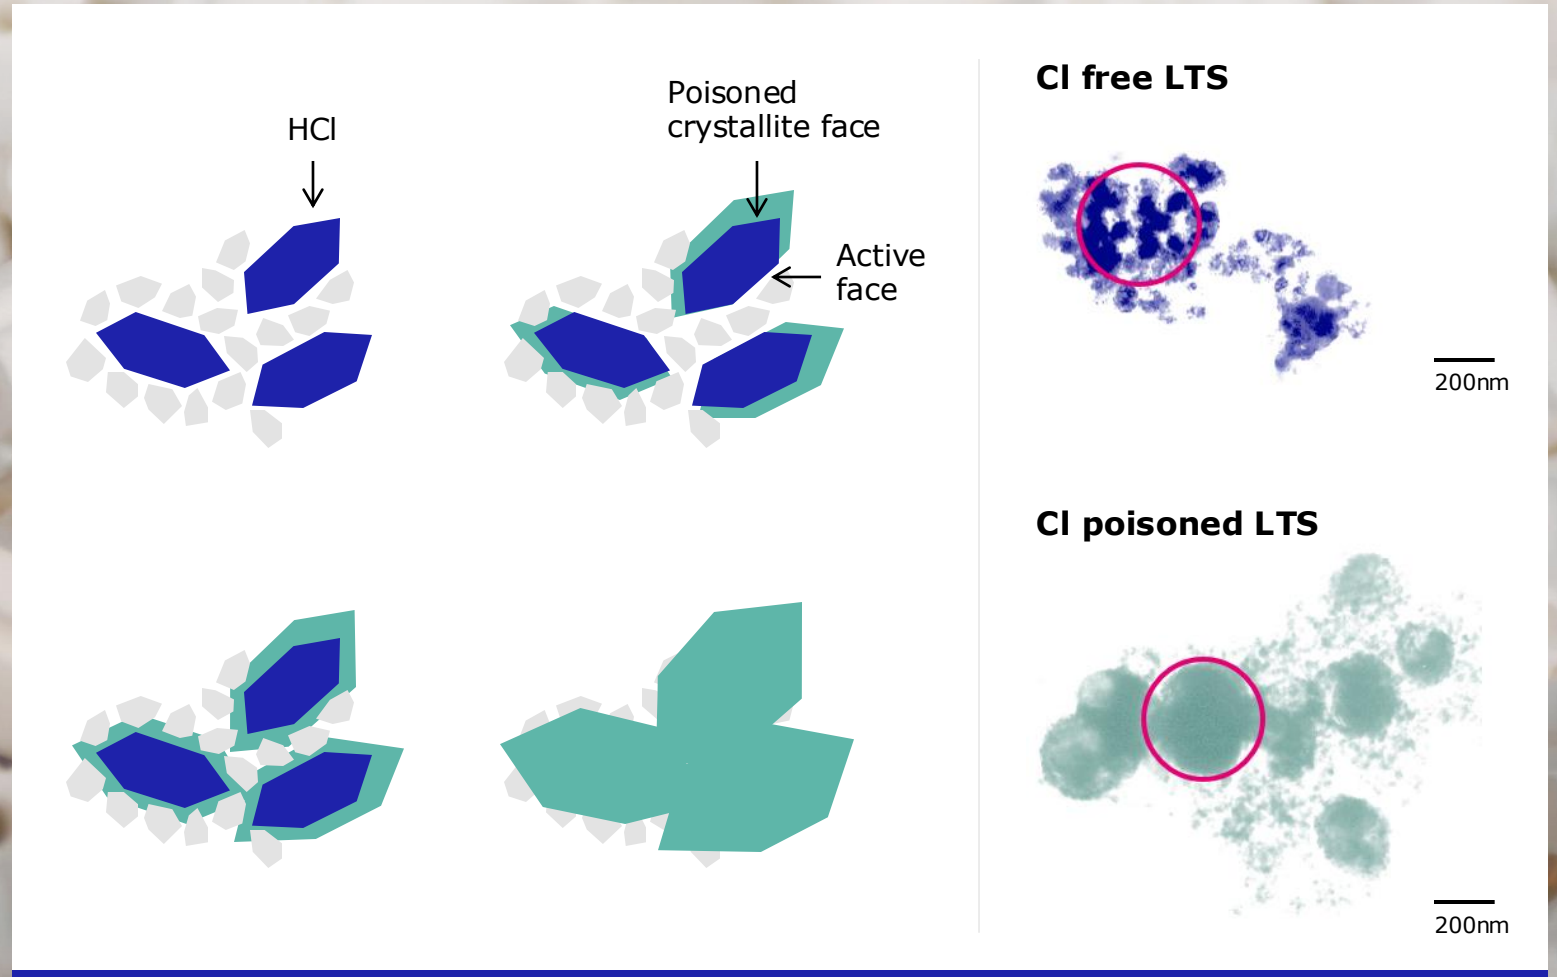 HCl
Poisoned
crystallite face
Active
face
Cl free LTS
200nm
Cl poisoned LTS
200nm